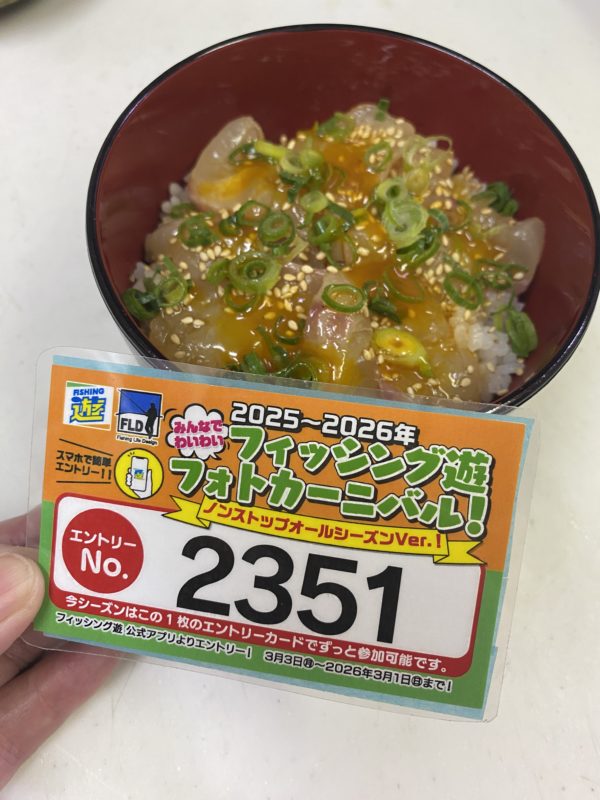 FISHING
遊
FLD
Fishing Life Design
2025〜2026年
みんなで
わいわい
フィッシング遊
フォトカーニバル!
スマホで簡単
エントリー!!
ノンストップオールシーズンVer.!
エントリー
No.
2351
今シーズンはこの1枚のエントリーカードでずっと参加可能です。
フィッシング遊 公式アプリよりエントリー! 3月3日㊊〜2026年3月1日㊐まで!